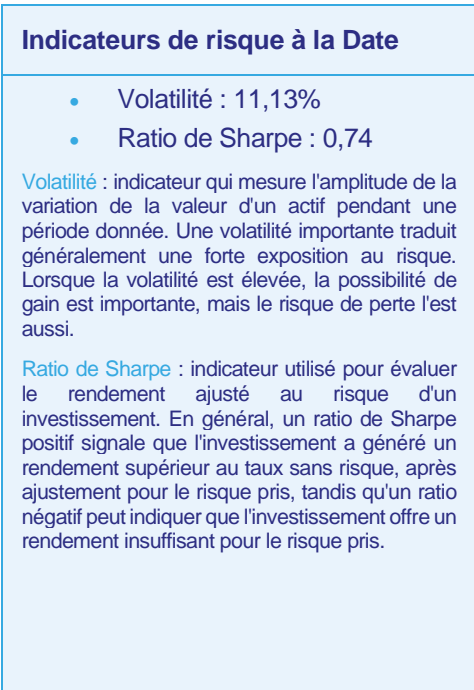 Indicateurs de risque à la Date
• Volatilité : 11,13%
• Ratio de Sharpe : 0,74
Volatilité : indicateur qui mesure l'amplitude de la
variation de la valeur d'un actif pendant une
période donnée. Une volatilité importante traduit
généralement une forte exposition au risque.
Lorsque la volatilité est élevée, la possibilité de
gain est importante, mais le risque de perte l'est
aussi.
Ratio de Sharpe : indicateur utilisé pour évaluer
le rendement ajusté au risque d'un
investissement. En général, un ratio de Sharpe
positif signale que l'investissement a généré un
rendement supérieur au taux sans risque, après
ajustement pour le risque pris, tandis qu'un ratio
négatif peut indiquer que l'investissement offre un
rendement insuffisant pour le risque pris.